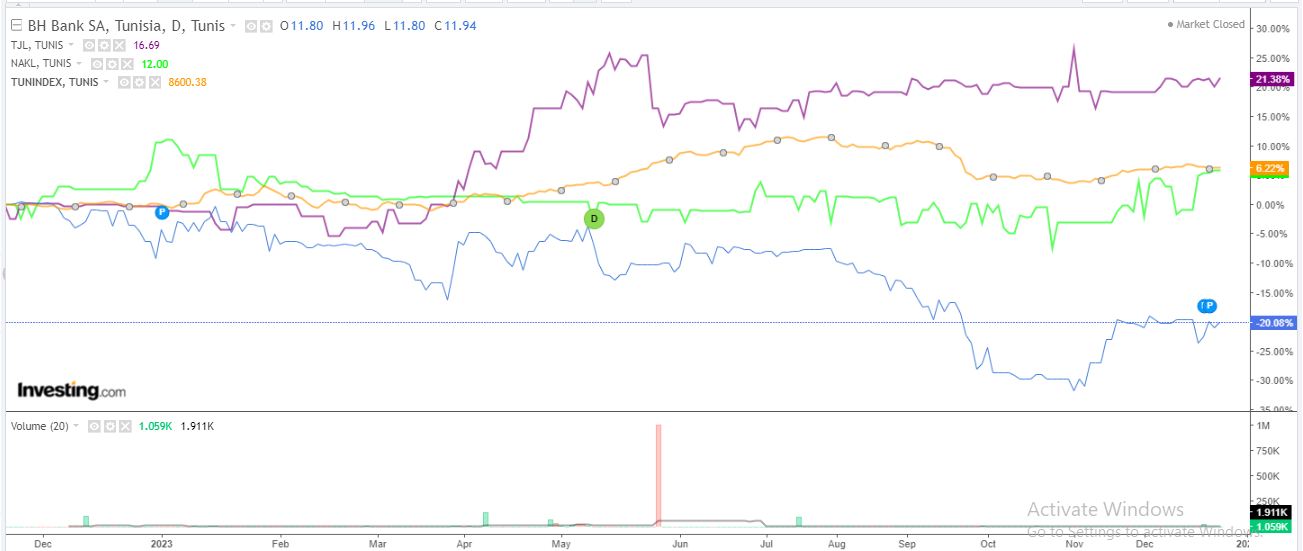 BH Bank SA, Tunisia, D, Tunis O11.80 H11.96 L11.80 C11.94
Market Closed
TJL, TUNIS 16.69
NAKL, TUNIS 12.00
TUNINDEX, TUNIS 8600.38
30.00%
25.00%
21.38%
20.00%
15.00%
10.00%
6.22%
0.00%
-5.00%
-10.00%
-15.00%
-20.08%
-25.00%
-30.00%
-35.00%
P
D
P
Investing.com
Volume (20) 1.059K 1.911K
1M
750K
500K
250K
1.911K
1.059K
Activate Windows
Go to Settings to activate Windows.
Dec 2023 Feb Mar Apr May Jun Jul Aug Sep Oct Nov Dec